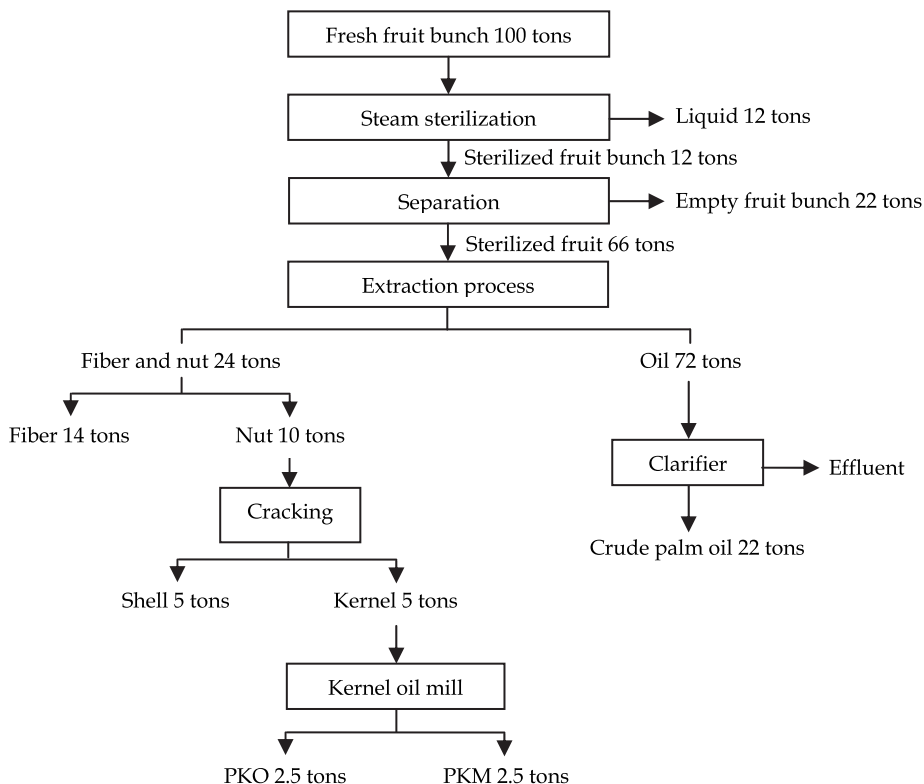 Fresh fruit bunch 100 tons
Steam sterilization
Liquid 12 tons
Sterilized fruit bunch 12 tons
Separation
Empty fruit bunch 22 tons
Sterilized fruit 66 tons
Extraction process
Fiber and nut 24 tons
Oil 72 tons
Fiber 14 tons
Nut 10 tons
Clarifier
Effluent
Cracking
Crude palm oil 22 tons
Shell 5 tons
Kernel 5 tons
Kernel oil mill
PKO 2.5 tons
PKM 2.5 tons